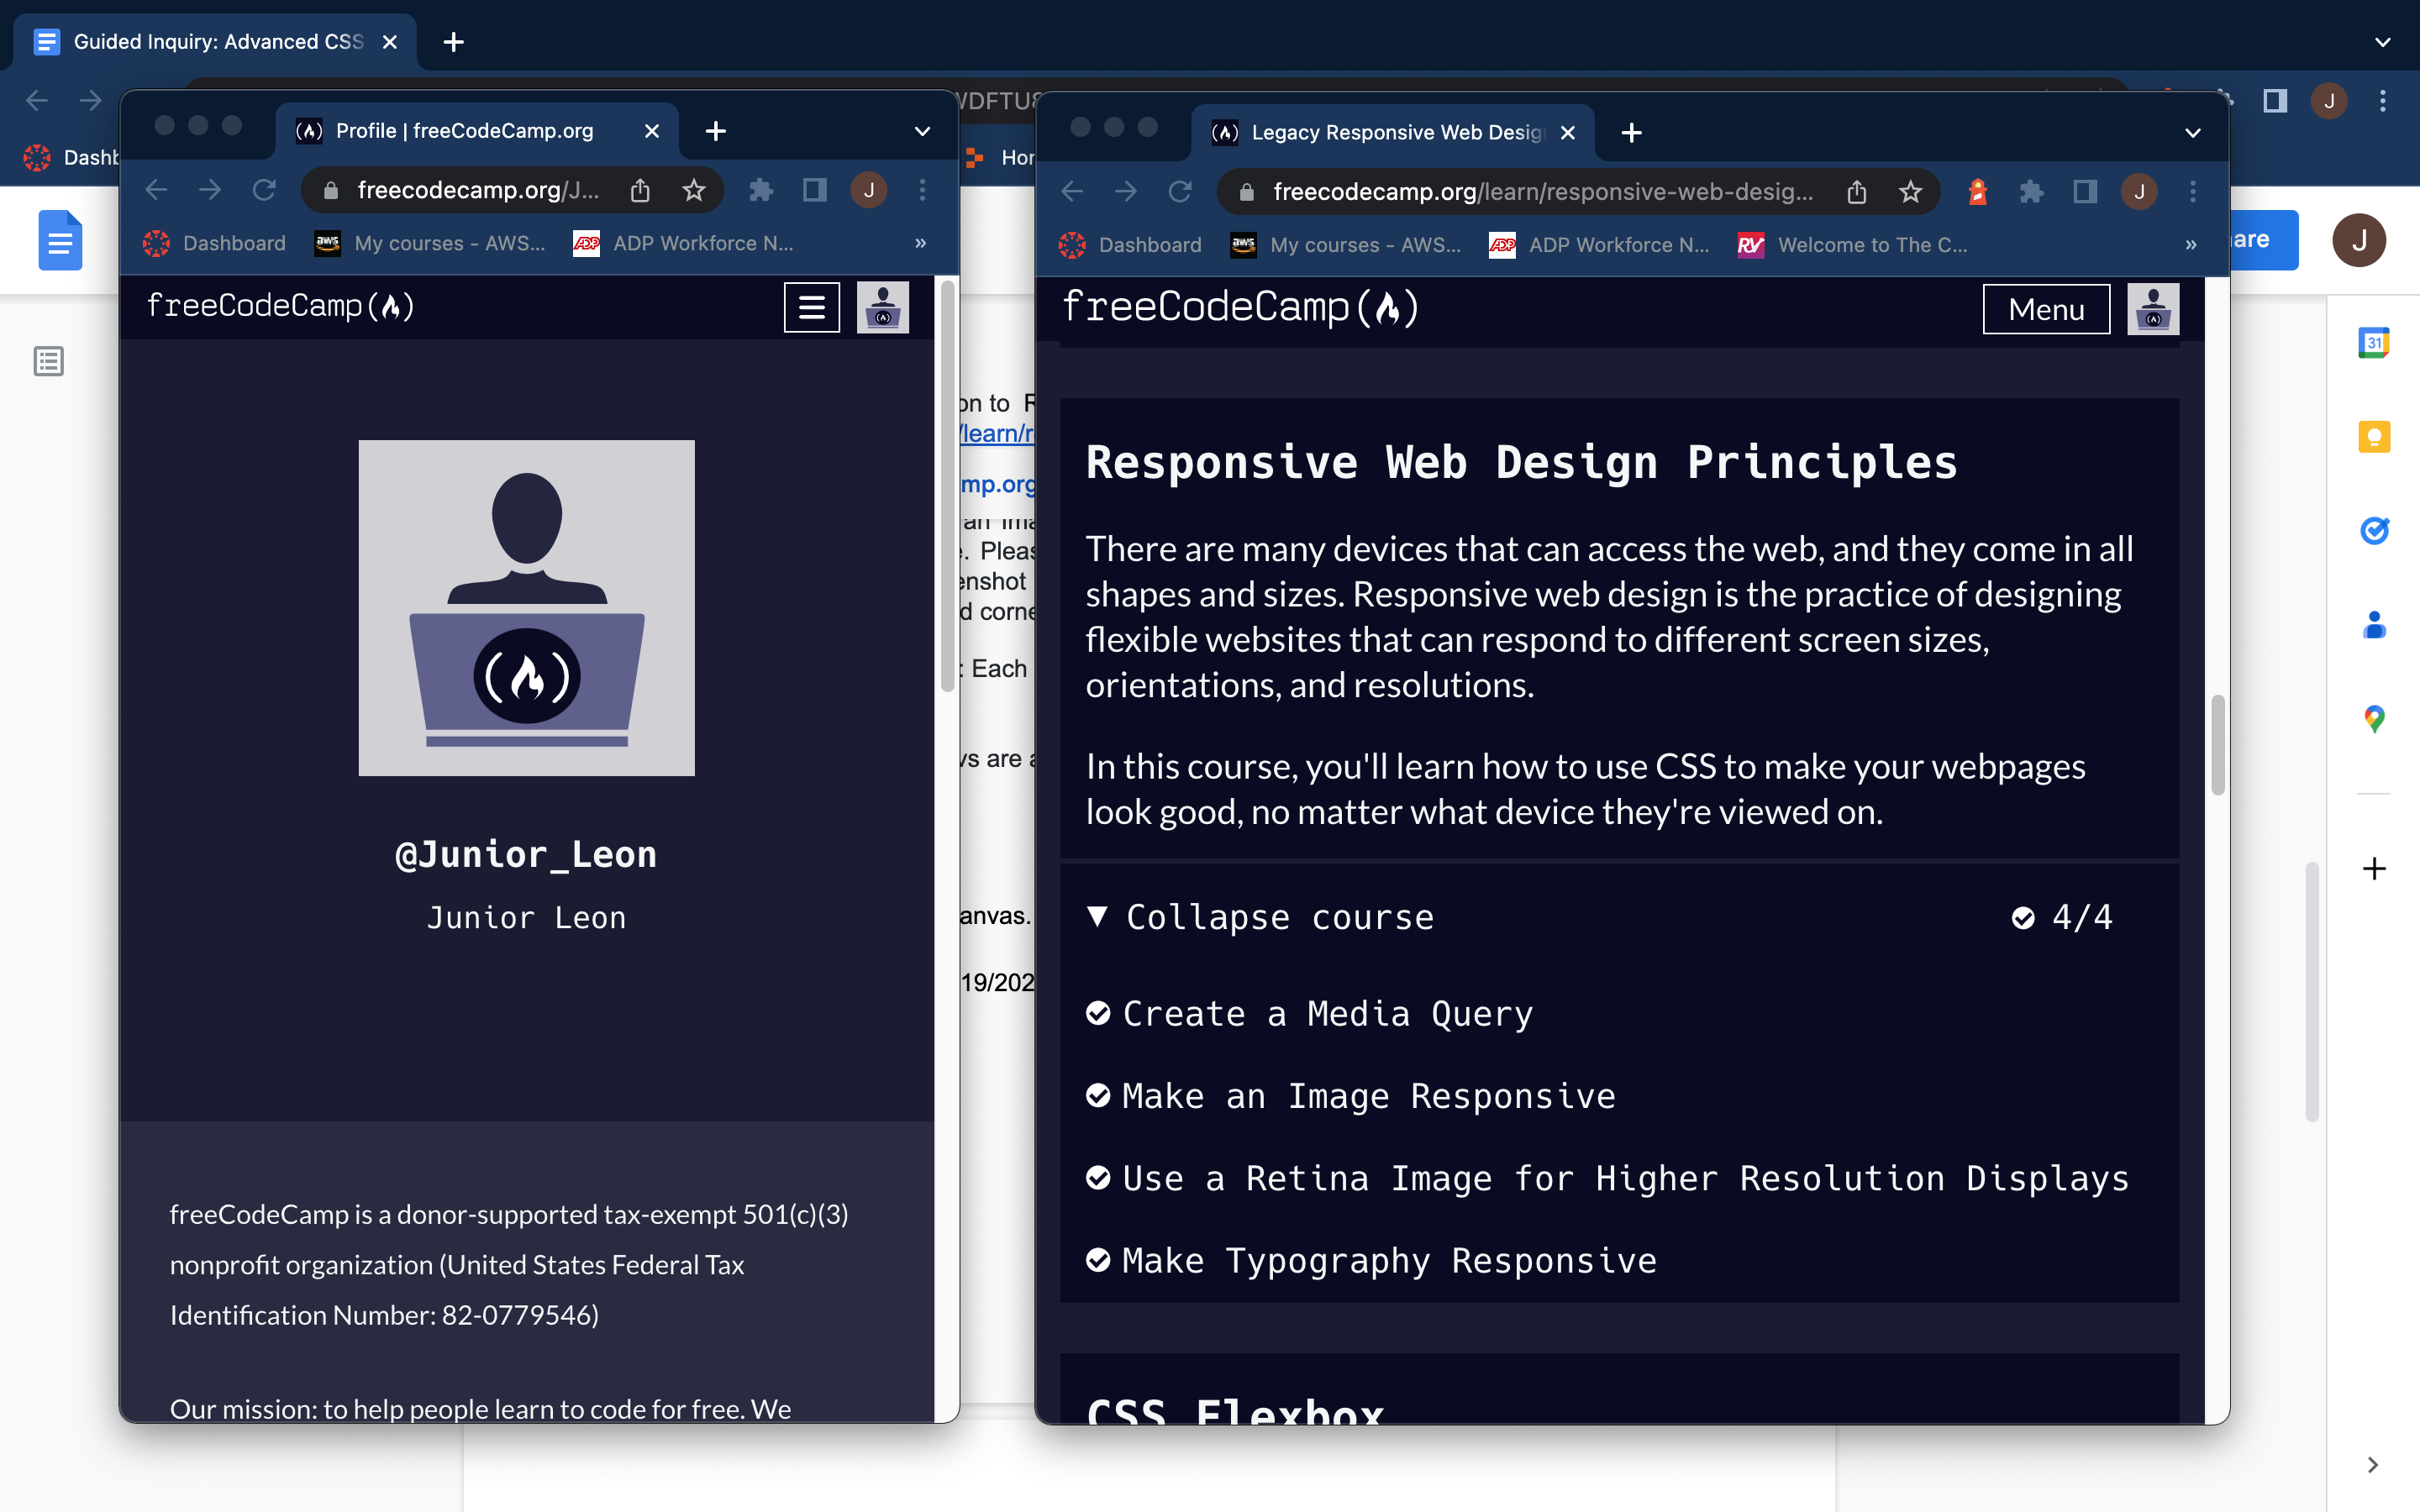 Guided Inquiry: Advanced CSS
WDFTU8
J
Dashb
Hor
are
J
31
on to R
/learn/r
mp.org
an ima
e. Pleas
enshot
d corne
: Each
ws are a
anvas.
19/202
Profile | freeCodeCamp.org
freecodecamp.org/J...
J
Dashboard
aws
My courses - AWS...
ADP
ADP Workforce N...
»
freeCodeCamp
@Junior_Leon
Junior Leon
freeCodeCamp is a donor-supported tax-exempt 501(c)(3)
nonprofit organization (United States Federal Tax
Identification Number: 82-0779546)
Our mission: to help people learn to code for free. We
Legacy Responsive Web Desig
freecodecamp.org/learn/responsive-web-desig...
J
Dashboard
aws
My courses - AWS...
ADP
ADP Workforce N...
RV
Welcome to The C...
»
freeCodeCamp
Menu
Responsive Web Design Principles
There are many devices that can access the web, and they come in all
shapes and sizes. Responsive web design is the practice of designing
flexible websites that can respond to different screen sizes,
orientations, and resolutions.
In this course, you'll learn how to use CSS to make your webpages
look good, no matter what device they're viewed on.
Collapse course 4/4
Create a Media Query
Make an Image Responsive
Use a Retina Image for Higher Resolution Displays
Make Typography Responsive
CSS Flexbox